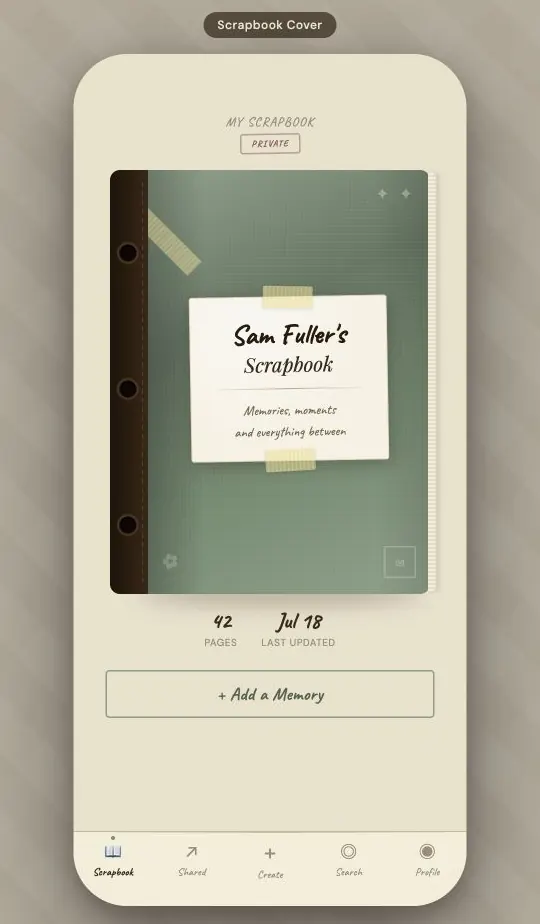 Scrapbook Cover
MY SCRAPBOOK
PRIVATE
Sam Fuller's
Scrapbook
Memories, moments
and everything between
42
PAGES
Jul 18
LAST UPDATED
+ Add a Memory
Scrapbook
Shared
Create
Search
Profile